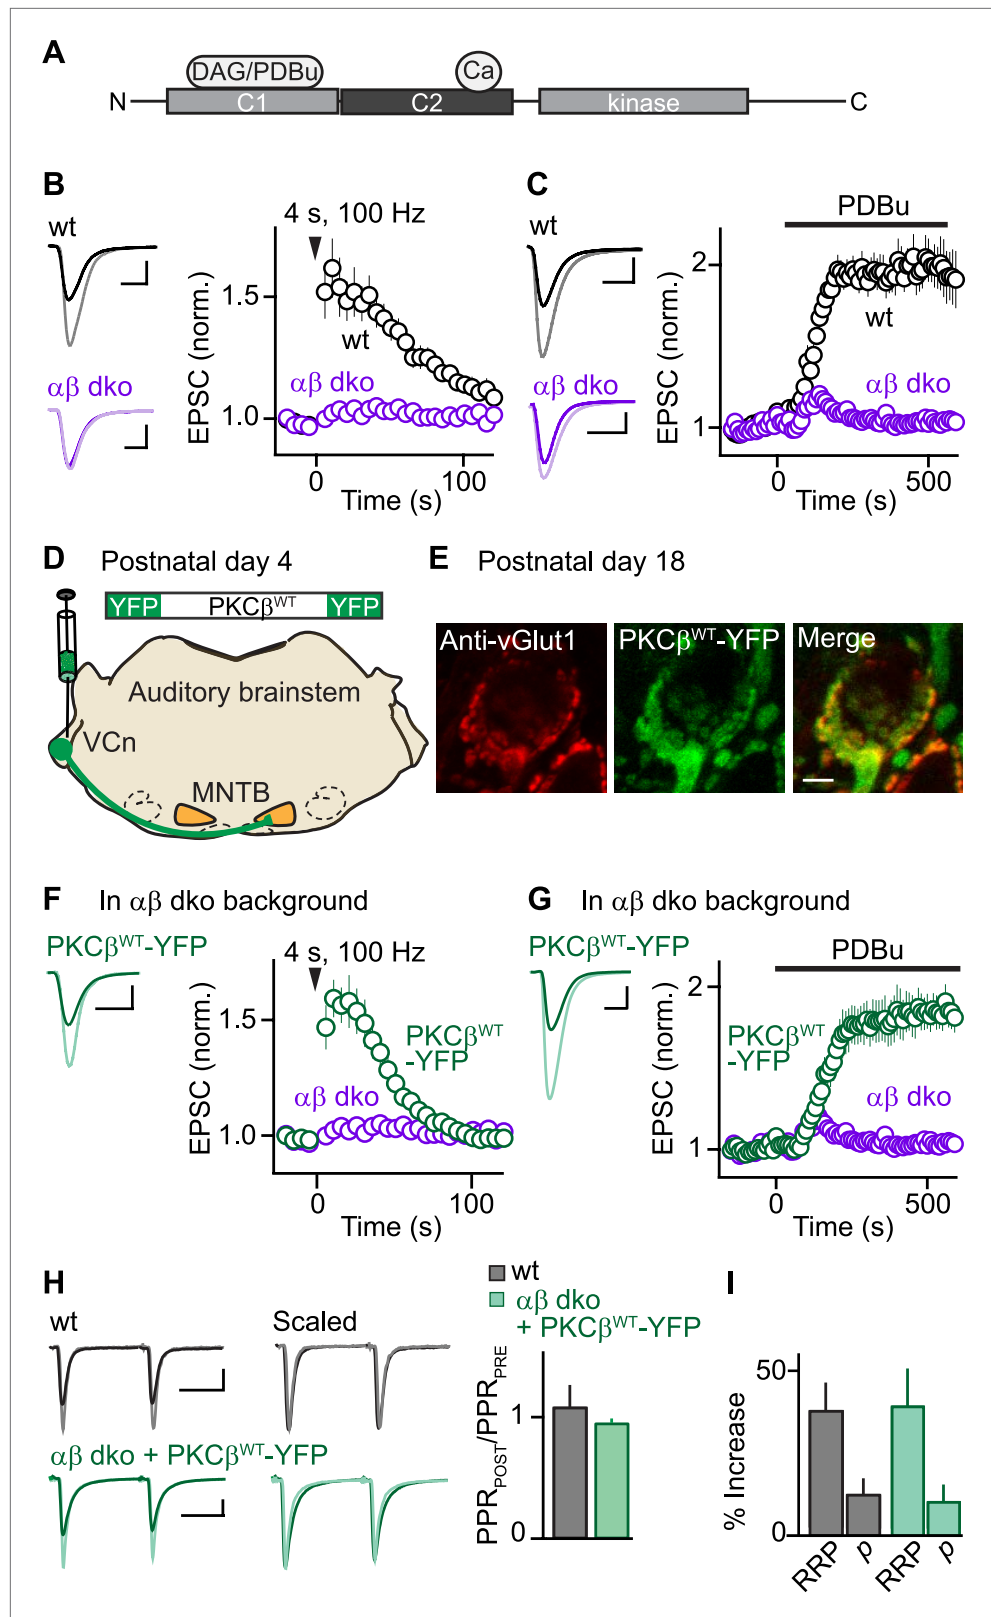 A
DAG/PDBu
Ca
N
C1
C2
kinase
C
B
wt
4 s, 100 Hz
EPSC (norm.)
1.5
1.0
wt
αβ dko
αβ dko
0
100
Time (s)
C
wt
PDBu
EPSC (norm.)
2
1
wt
αβ dko
αβ dko
0
500
Time (s)
D Postnatal day 4
YFP PKCβWT YFP
Auditory brainstem
VCn
MNTB
E Postnatal day 18
Anti-vGlut1
PKCβWT-YFP
Merge
F In αβ dko background
PKCβWT-YFP
4 s, 100 Hz
EPSC (norm.)
1.5
1.0
PKCβWT
-YFP
αβ dko
0
100
Time (s)
G In αβ dko background
PKCβWT-YFP
PDBu
EPSC (norm.)
2
1
PKCβWT
-YFP
αβ dko
0
500
Time (s)
H
wt
Scaled
αβ dko + PKCβWT-YFP
wt
αβ dko
+ PKCβWT-YFP
PPRPOST/PPRPRE
1
0
I
% Increase
50
0
RRP
p
RRP
p